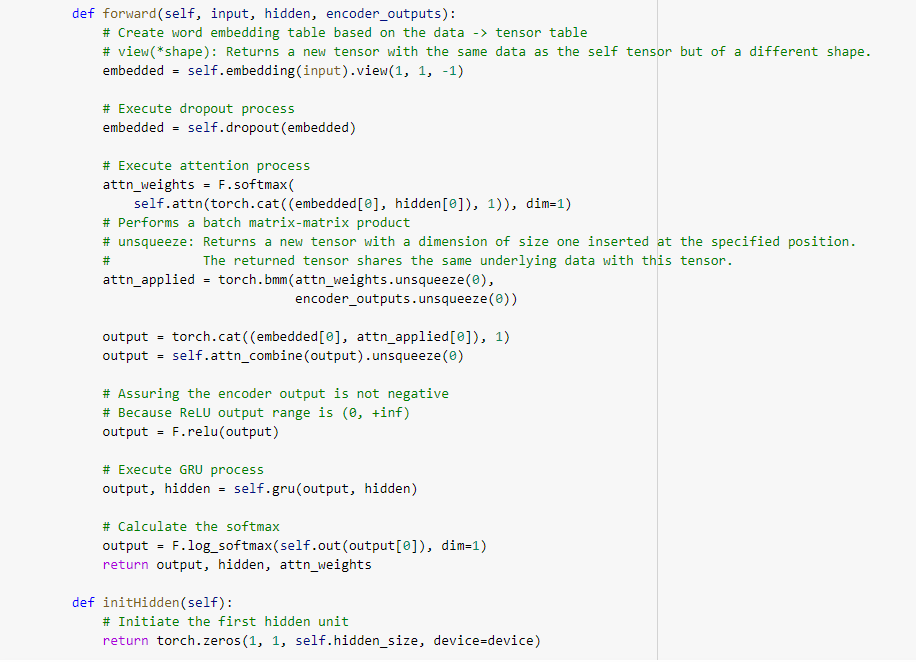 def forward(self, input, hidden, encoder_outputs):
    # Create word embedding table based on the data -> tensor table
    # view(*shape): Returns a new tensor with the same data as the self tensor but of a different shape.
    embedded = self.embedding(input).view(1, 1, -1)

    # Execute dropout process
    embedded = self.dropout(embedded)

    # Execute attention process
    attn_weights = F.softmax(
        self.attn(torch.cat((embedded[0], hidden[0]), 1)), dim=1)
    # Performs a batch matrix-matrix product
    # unsqueeze: Returns a new tensor with a dimension of size one inserted at the specified position.
    #            The returned tensor shares the same underlying data with this tensor.
    attn_applied = torch.bmm(attn_weights.unsqueeze(0),
                             encoder_outputs.unsqueeze(0))

    output = torch.cat((embedded[0], attn_applied[0]), 1)
    output = self.attn_combine(output).unsqueeze(0)

    # Assuring the encoder output is not negative
    # Because ReLU output range is (0, +inf)
    output = F.relu(output)

    # Execute GRU process
    output, hidden = self.gru(output, hidden)

    # Calculate the softmax
    output = F.log_softmax(self.out(output[0]), dim=1)
    return output, hidden, attn_weights

def initHidden(self):
    # Initiate the first hidden unit
    return torch.zeros(1, 1, self.hidden_size, device=device)